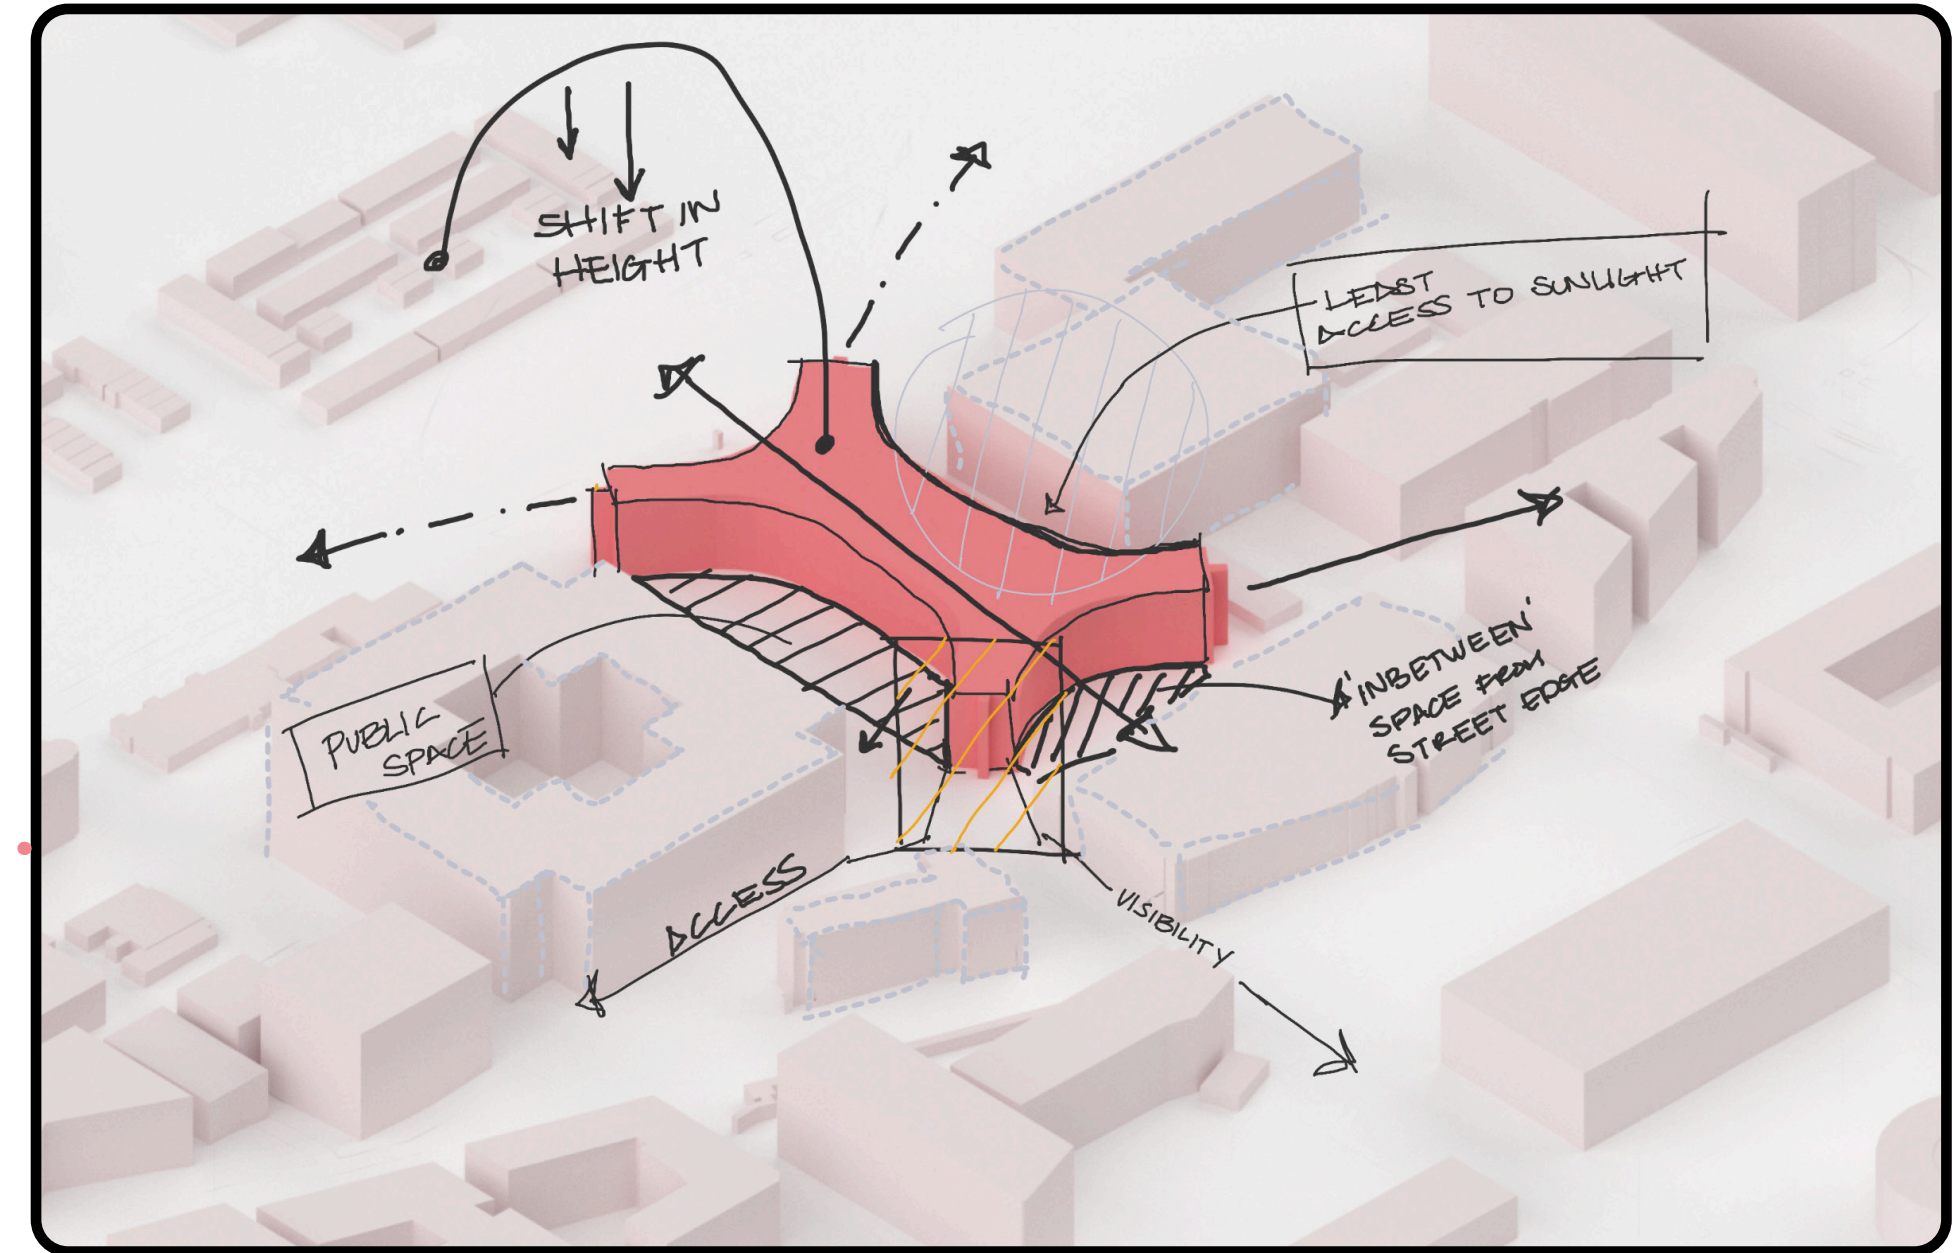 SHIFT IN
HEIGHT
LEAST
ACCESS TO SUNLIGHT
PUBLIC
SPACE
'INBETWEEN'
SPACE FROM
STREET EDGE
ACCESS
VISIBILITY